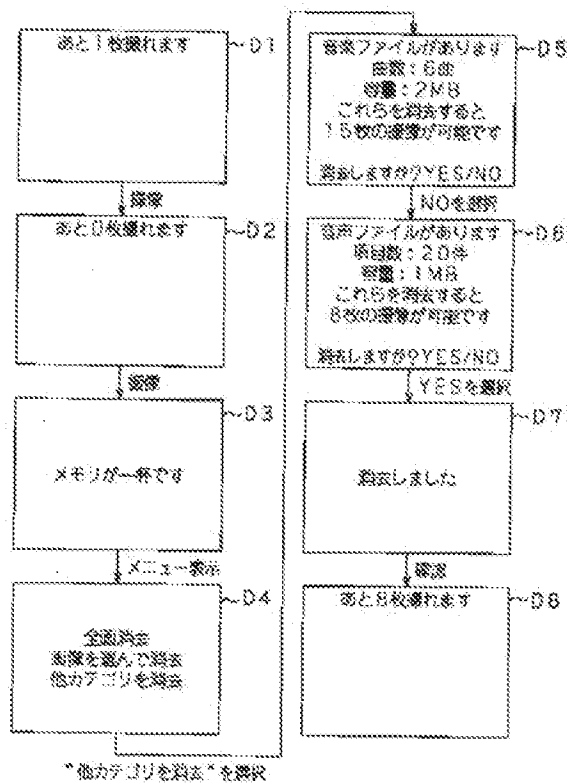 あと1枚撮れます
D1
撮像
あと0枚撮れます
D2
撮像
D3
メモリが一杯です
メニュー表示
D4
全画消去
画像を選んで消去
他カテゴリを消去
"他カテゴリを消去"を選択
音楽ファイルがあります
D5
曲数:6曲
容量:2MB
これらを消去すると
15枚の撮像が可能です
消去しますか?YES/NO
NOを選択
音声ファイルがあります
D6
項目数:20件
容量:1MB
これらを消去すると
8枚の撮像が可能です
消去しますか?YES/NO
YESを選択
D7
消去しました
確認
あと8枚撮れます
D8